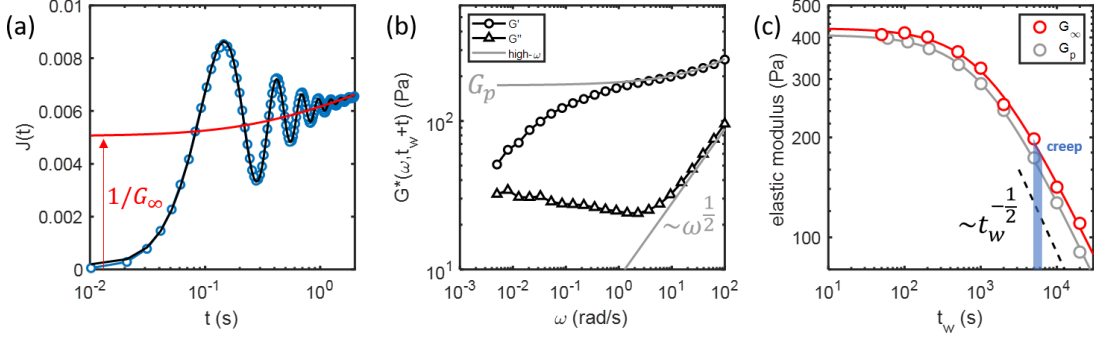 (a)
0.01
0.008
0.006
0.004
0.002
0
J(t)
1/G∞
10⁻² 10⁻¹ 10⁰
t (s)
(b)
G'
G"
high-ω
Gₚ
~ω^(1/2)
10²
10¹
G*(ω,t_w+t) (Pa)
10⁻³ 10⁻² 10⁻¹ 10⁰ 10¹ 10²
ω (rad/s)
(c)
500
400
300
200
100
elastic modulus (Pa)
G∞
Gₚ
creep
~t_w^(-1/2)
10¹ 10² 10³ 10⁴
t_w (s)